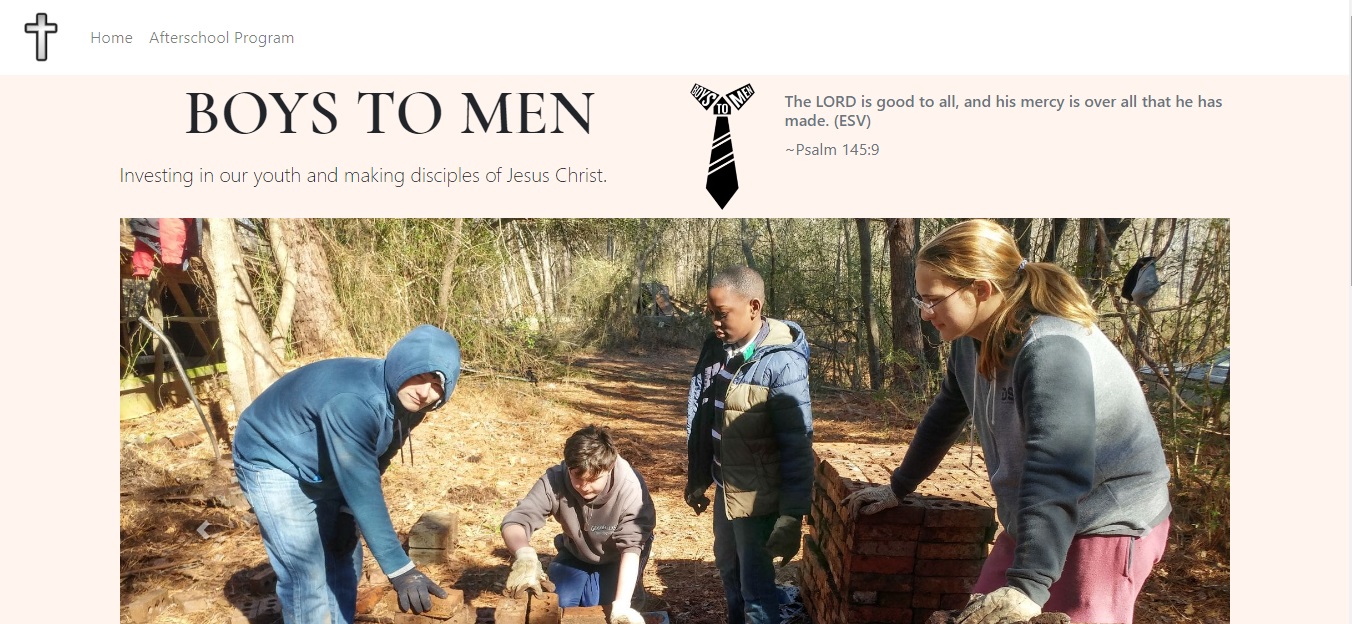 Home Afterschool Program
BOYS TO MEN
Investing in our youth and making disciples of Jesus Christ.
BOYS TO MEN
The LORD is good to all, and his mercy is over all that he has
made. (ESV)
~Psalm 145:9